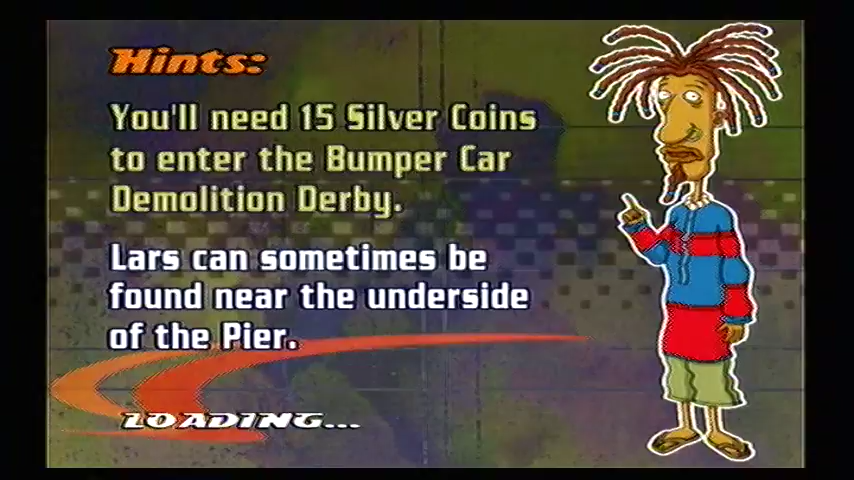 Hints:
You'll need 15 Silver Coins
to enter the Bumper Car
Demolition Derby.
Lars can sometimes be
found near the underside
of the Pier.
LOADING...